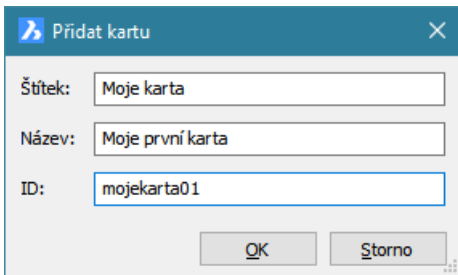 Přidat kartu
Štítek: Moje karta
Název: Moje první karta
ID: mojekarta01
OK Storno